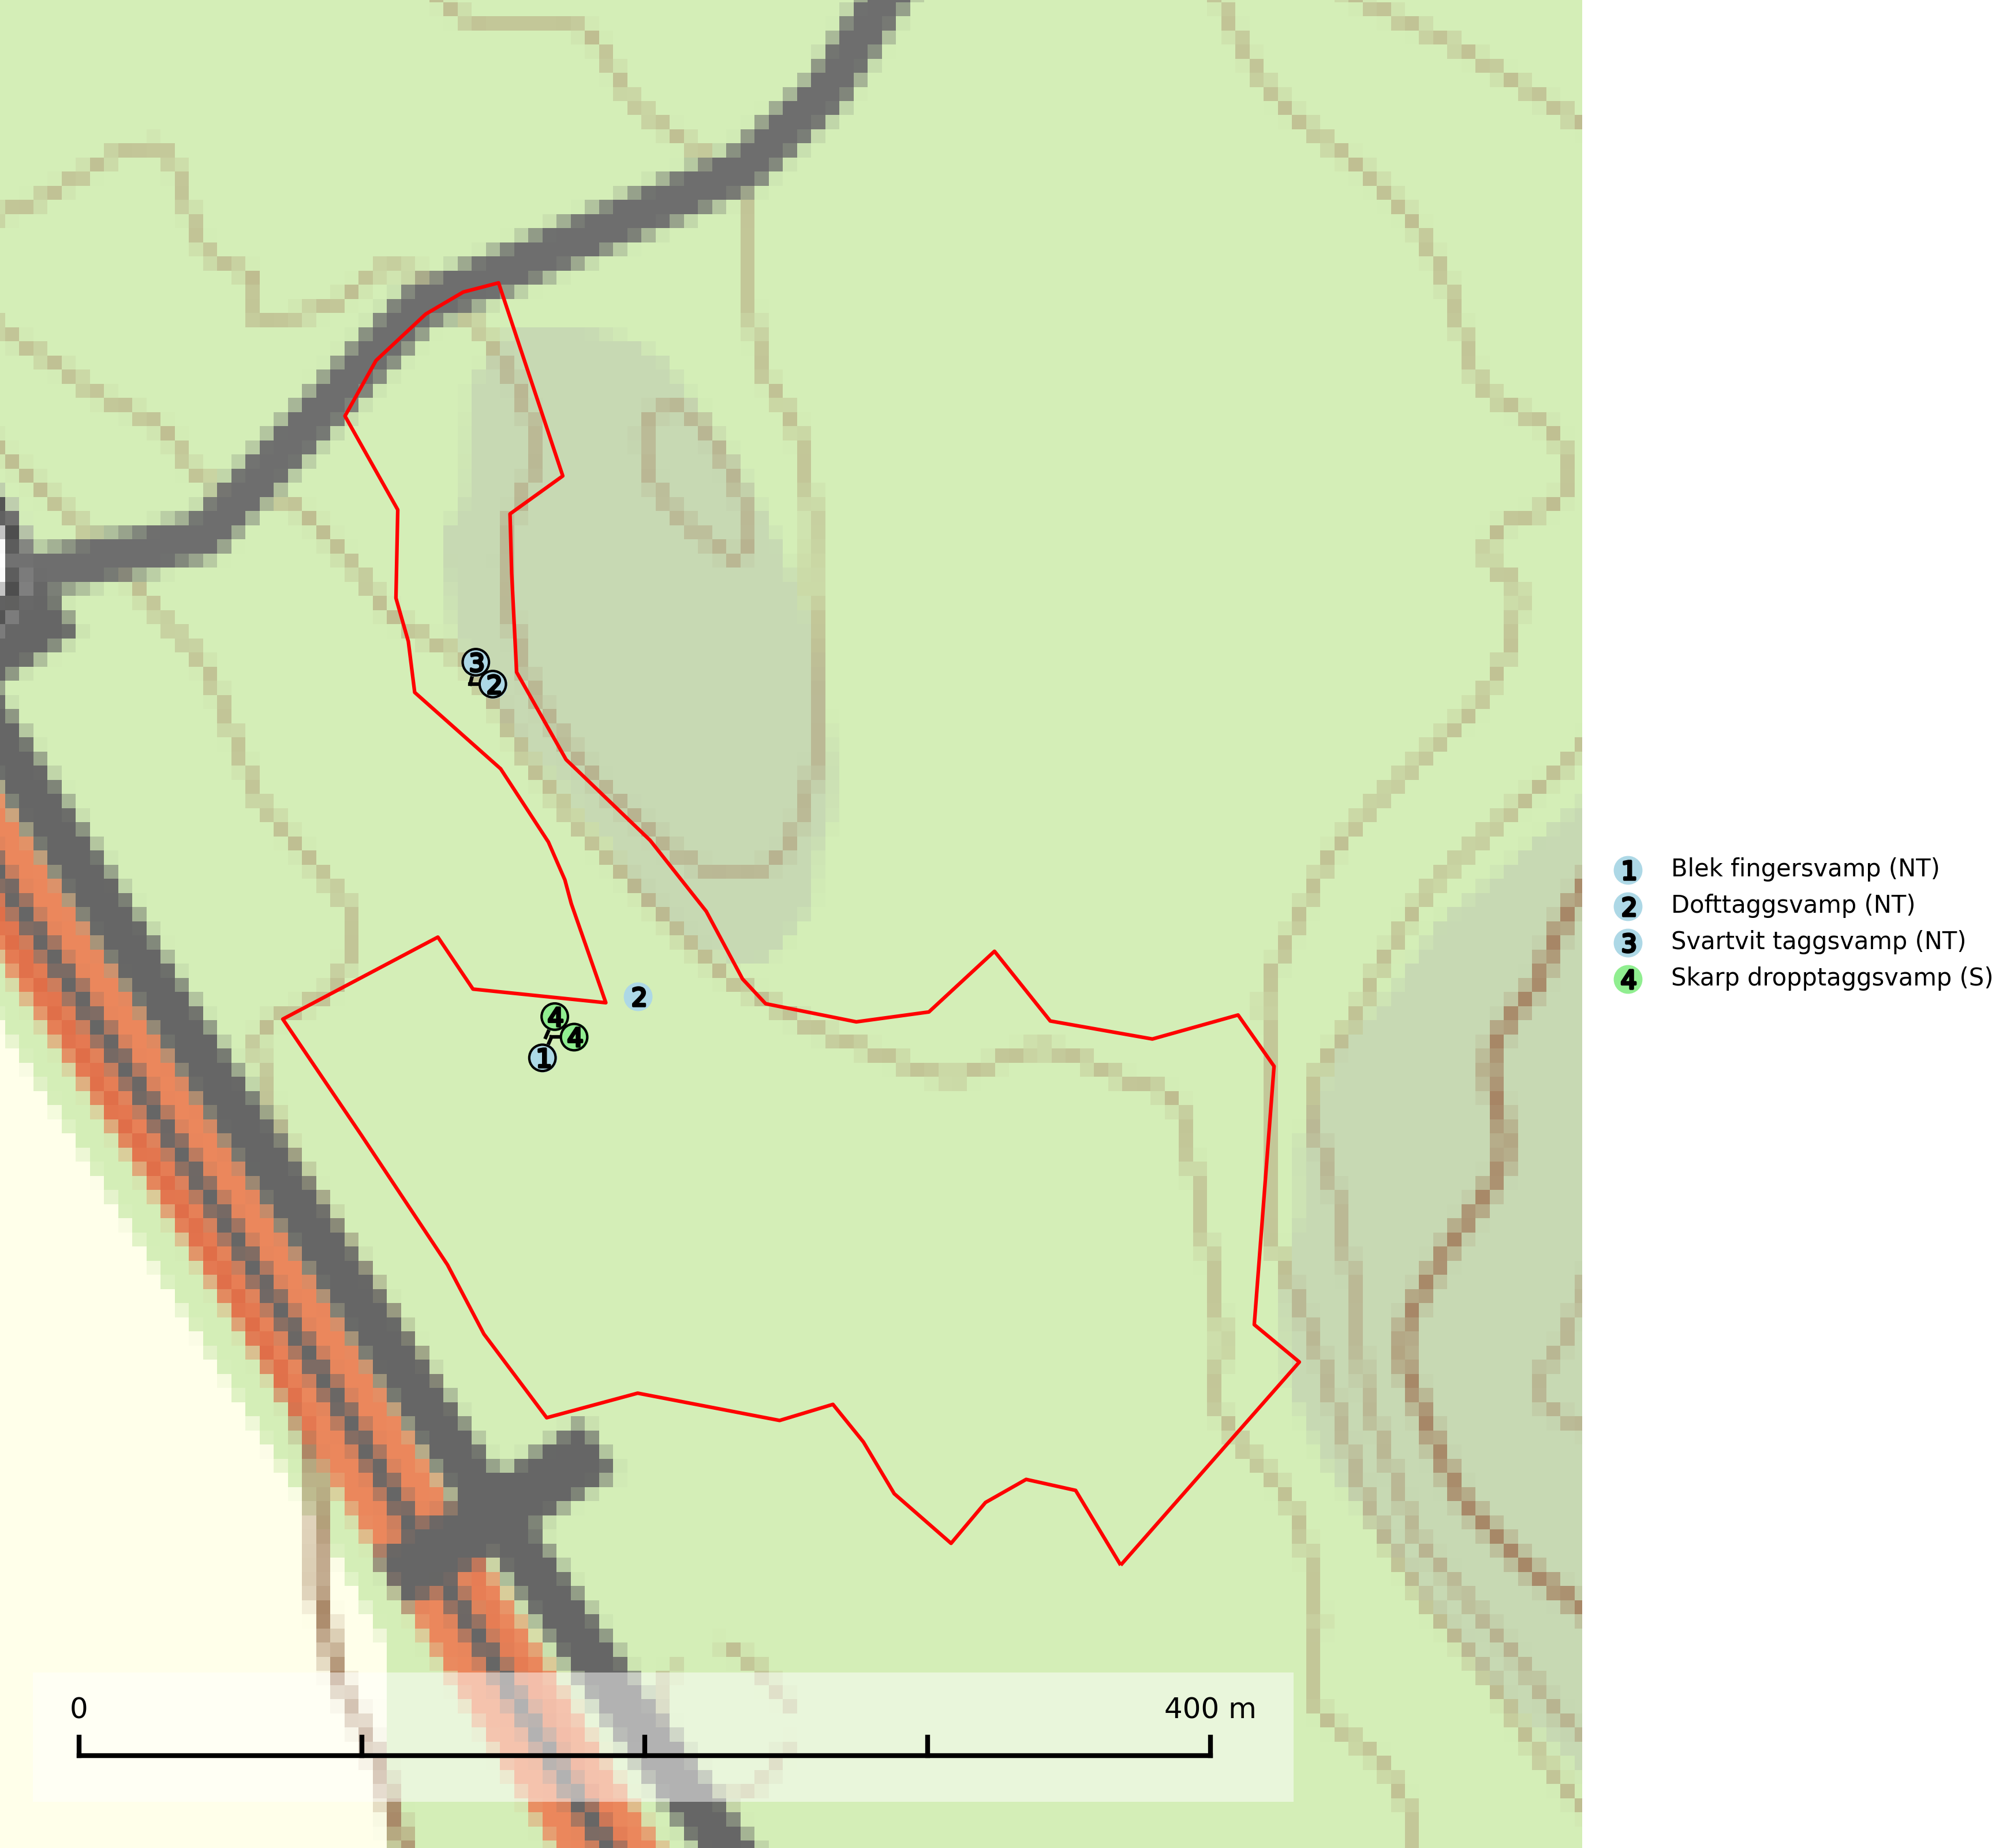 3
2
2
4
4
1
1 Blek fingersvamp (NT)
2 Dofttaggsvamp (NT)
3 Svartvit taggsvamp (NT)
4 Skarp dropptaggsvamp (S)
0 400 m